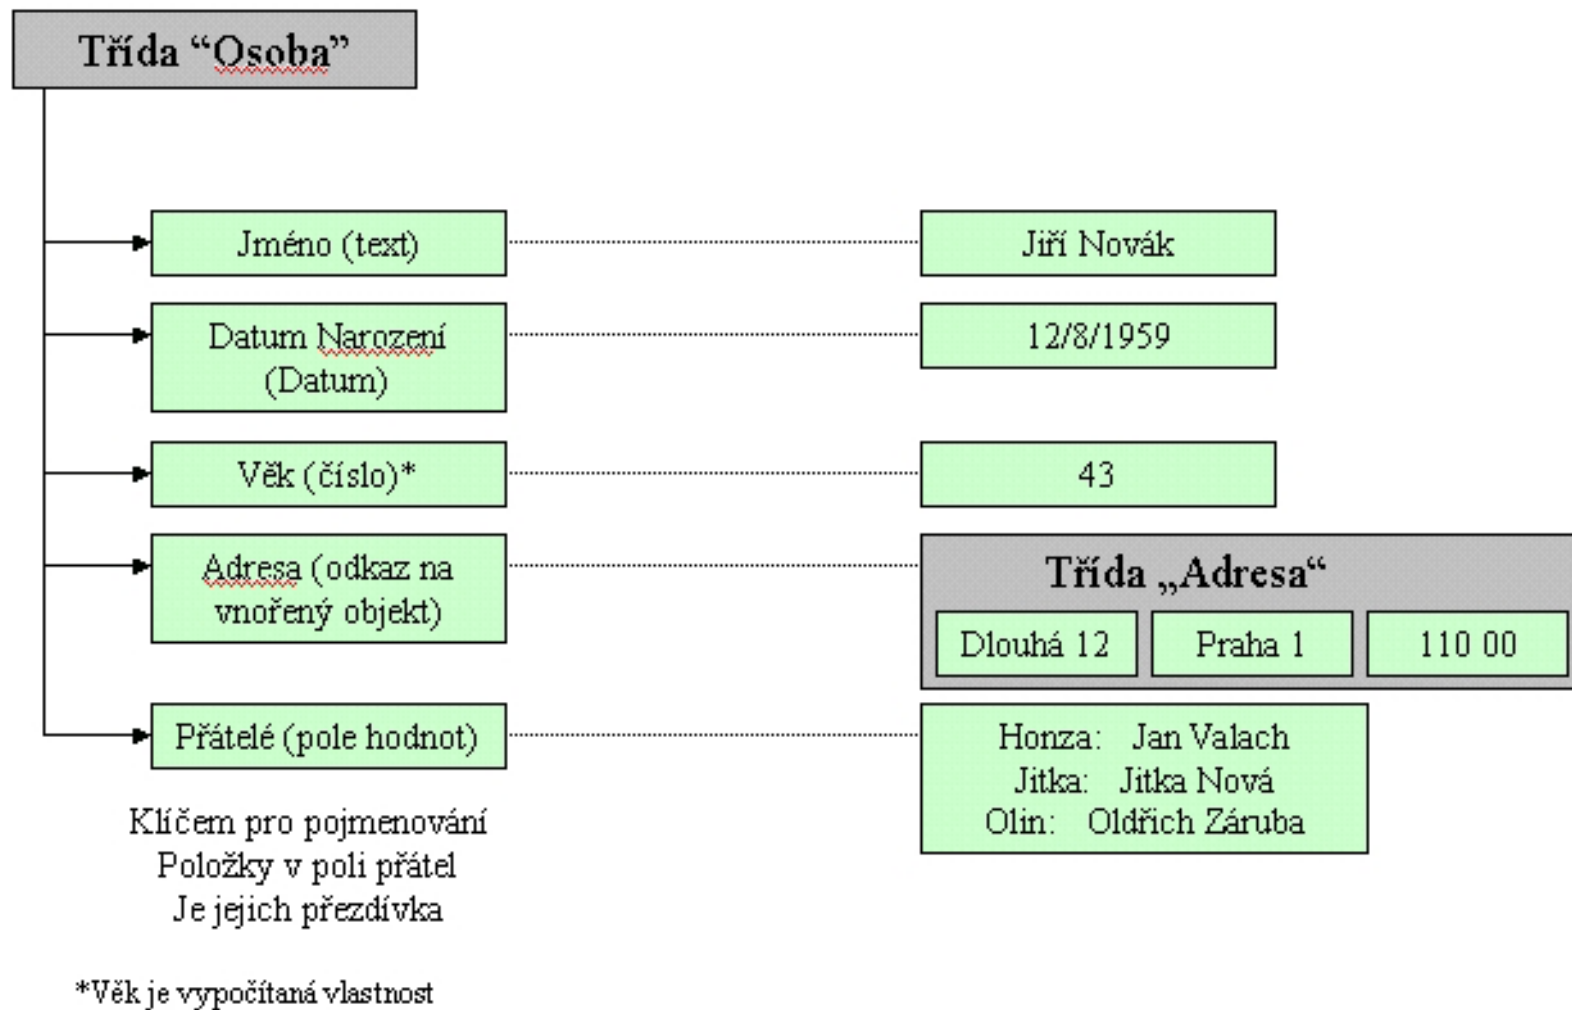 Třída “Osoba”
Jméno (text)
Jiří Novák
Datum Narození
(Datum)
12/8/1959
Věk (číslo)*
43
Adresa (odkaz na
vnořený objekt)
Třída „Adresa“
Dlouhá 12
Praha 1
110 00
Přátelé (pole hodnot)
Honza: Jan Valach
Jitka: Jitka Nová
Olin: Oldřich Záruba
Klíčem pro pojmenování
Položky v poli přátel
Je jejich přezdívka
*Věk je vypočítaná vlastnost